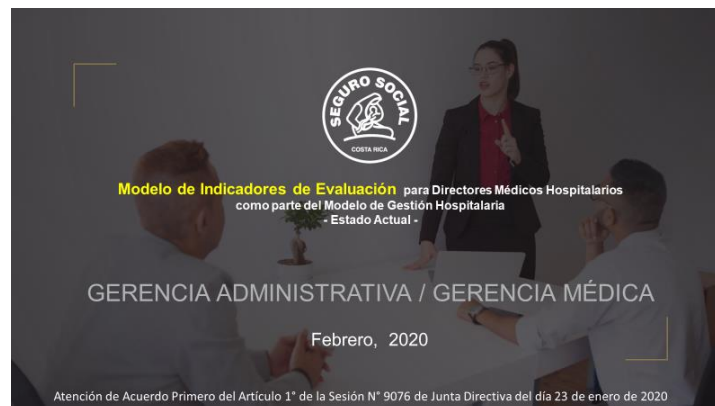 SEGURO SOCIAL
COSTA RICA
Modelo de Indicadores de Evaluación para Directores Médicos Hospitalarios
como parte del Modelo de Gestión Hospitalaria
- Estado Actual -
GERENCIA ADMINISTRATIVA / GERENCIA MÉDICA
Febrero, 2020
Atención de Acuerdo Primero del Artículo 1° de la Sesión N° 9076 de Junta Directiva del día 23 de enero de 2020